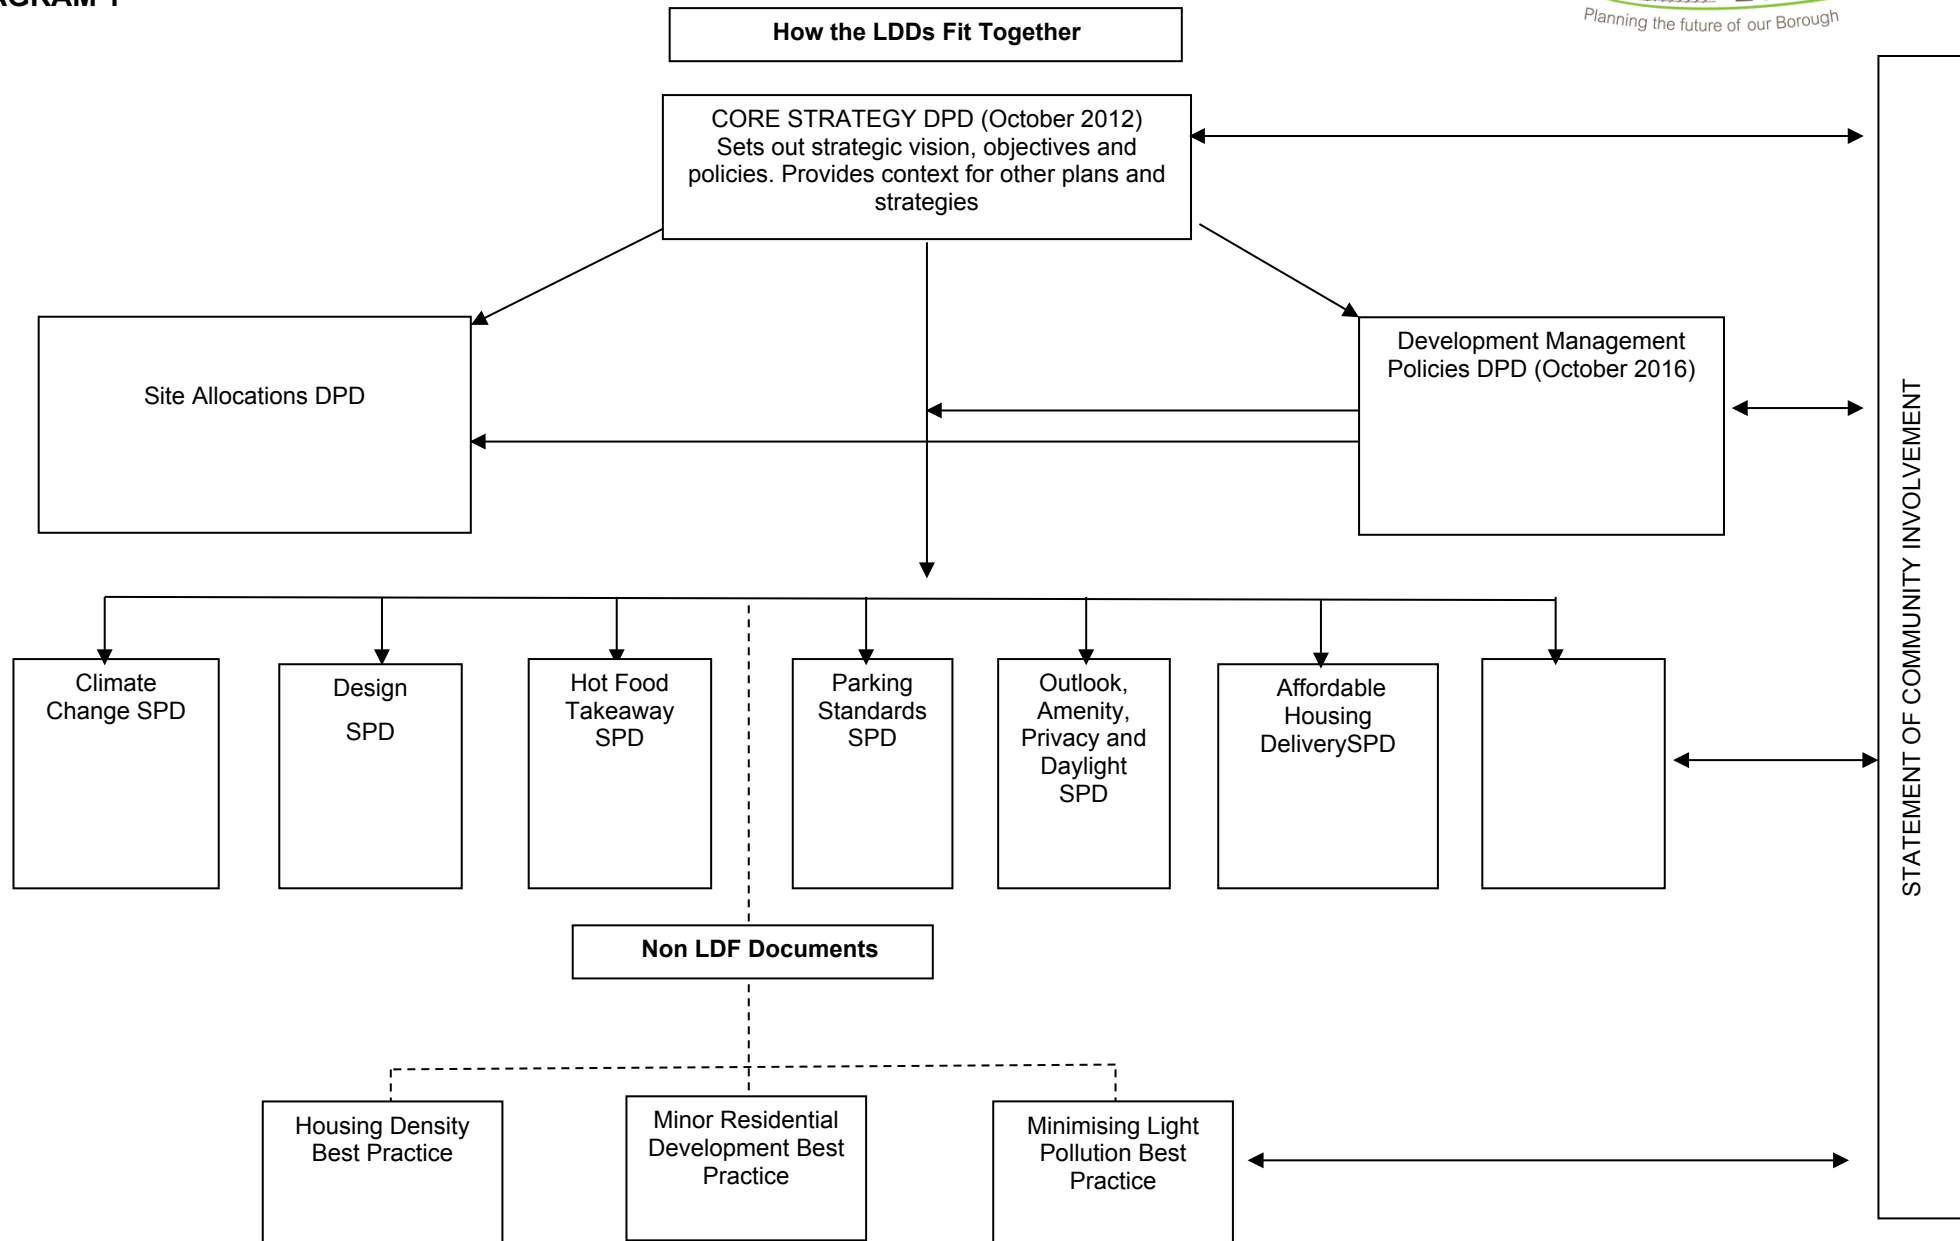 How the LDDs Fit Together
Planning the future of our Borough
CORE STRATEGY DPD (October 2012)
Sets out strategic vision, objectives and
policies. Provides context for other plans and
strategies
Site Allocations DPD
Development Management
Policies DPD (October 2016)
STATEMENT OF COMMUNITY INVOLVEMENT
Climate
Change SPD
Design
SPD
Hot Food
Takeaway
SPD
Parking
Standards
SPD
Outlook,
Amenity,
Privacy and
Daylight
SPD
Affordable
Housing
DeliverySPD
Non LDF Documents
Housing Density
Best Practice
Minor Residential
Development Best
Practice
Minimising Light
Pollution Best
Practice